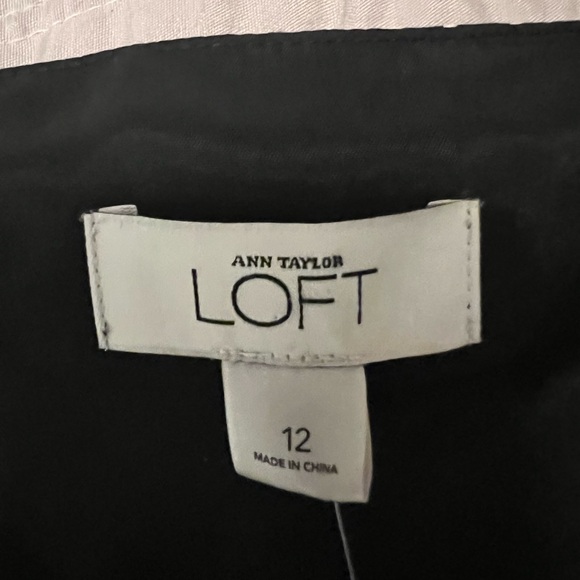 ANN TAYLOR
LOFT
12
MADE IN CHINA